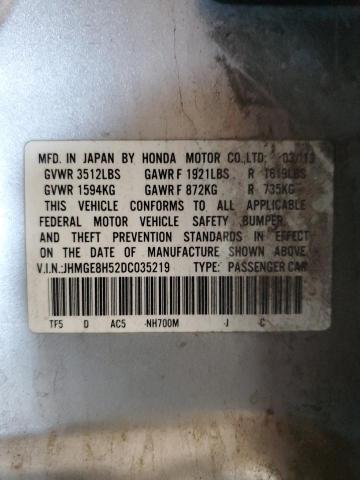 MFD. IN JAPAN BY HONDA MOTOR CO.,LTD. 03/13
GVWR 3512LBS GAWR F 1921LBS R 1619LBS
GVWR 1594KG GAWR F 872KG R 735KG
THIS VEHICLE CONFORMS TO ALL APPLICABLE
FEDERAL MOTOR VEHICLE SAFETY, BUMPER,
AND THEFT PREVENTION STANDARDS IN EFFECT
ON THE DATE OF MANUFACTURE SHOWN ABOVE.
V.I.N.:JHMGE8H52DC035219 TYPE: PASSENGER CAR
TF5 D AC5 -NH700M -J -C